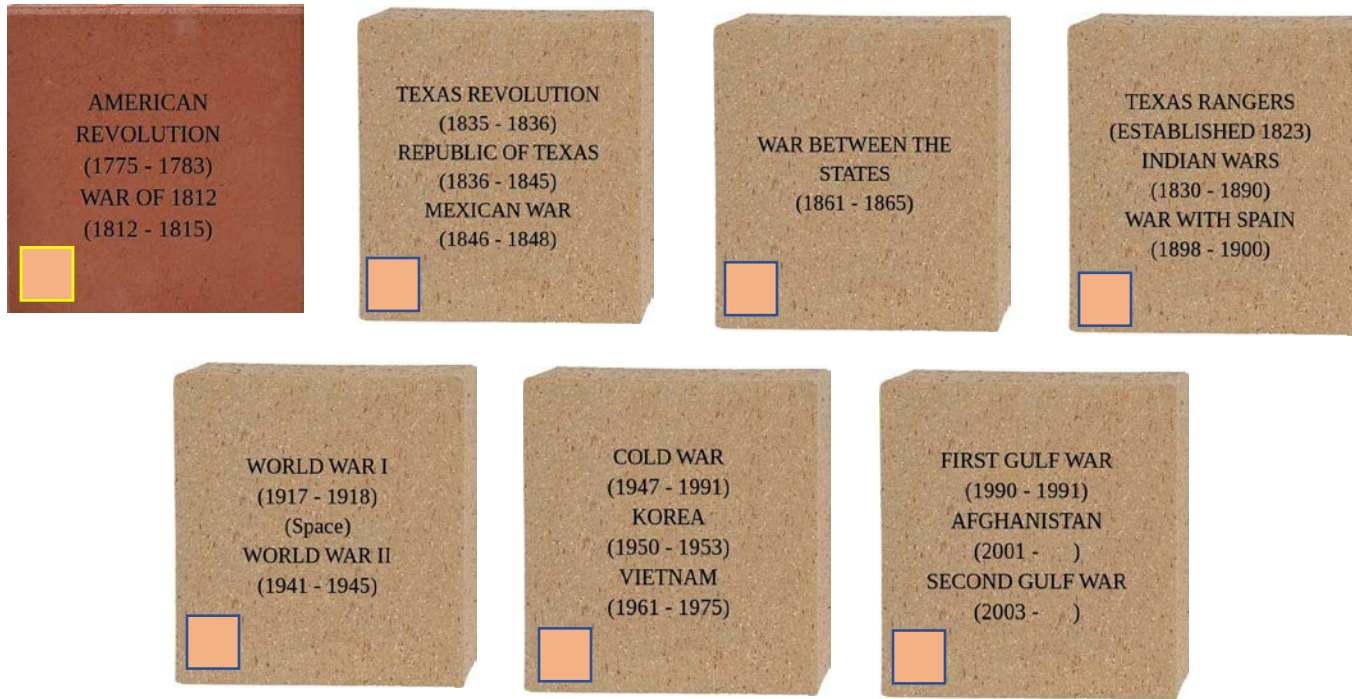 AMERICAN
REVOLUTION
(1775 - 1783)
WAR OF 1812
(1812 - 1815)
TEXAS REVOLUTION
(1835 - 1836)
REPUBLIC OF TEXAS
(1836 - 1845)
MEXICAN WAR
(1846 - 1848)
WAR BETWEEN THE
STATES
(1861 - 1865)
TEXAS RANGERS
(ESTABLISHED 1823)
INDIAN WARS
(1830 - 1890)
WAR WITH SPAIN
(1898 - 1900)
WORLD WAR I
(1917 - 1918)
(Space)
WORLD WAR II
(1941 - 1945)
COLD WAR
(1947 - 1991)
KOREA
(1950 - 1953)
VIETNAM
(1961 - 1975)
FIRST GULF WAR
(1990 - 1991)
AFGHANISTAN
(2001 -     )
SECOND GULF WAR
(2003 -     )